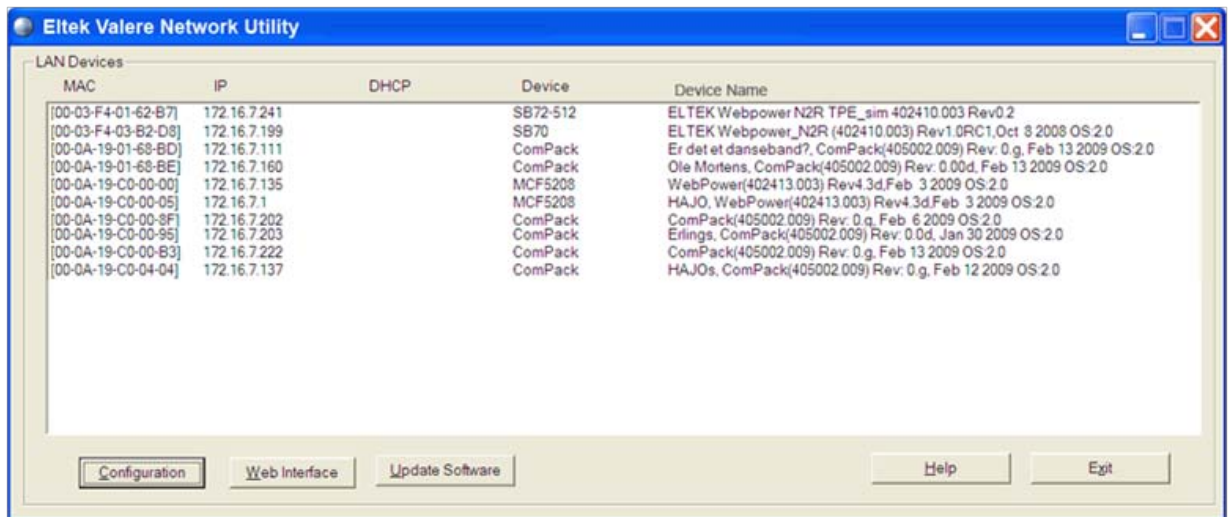 Eltek Valere Network Utility
LAN Devices
MAC IP DHCP Device Device Name
[00-03-F4-01-62-B7] 172.16.7.241 SB72-512 ELTEK Webpower N2R TPE_sim 402410.003 Rev0.2
[00-03-F4-03-B2-D8] 172.16.7.199 SB70 ELTEK Webpower_N2R (402410.003) Rev1.0RC1,Oct 8 2008 OS:2.0
[00-0A-19-01-68-BD] 172.16.7.111 ComPack Er det et danseband?, ComPack(405002.009) Rev: 0.g, Feb 13 2009 OS:2.0
[00-0A-19-01-68-BE] 172.16.7.160 ComPack Ole Mortens, ComPack(405002.009) Rev: 0.00d, Feb 13 2009 OS:2.0
[00-0A-19-C0-00-00] 172.16.7.135 MCF5208 WebPower(402413.003) Rev4.3d,Feb 3 2009 OS:2.0
[00-0A-19-C0-00-05] 172.16.7.1 MCF5208 HAJO, WebPower(402413.003) Rev4.3d,Feb 3 2009 OS:2.0
[00-0A-19-C0-00-8F] 172.16.7.202 ComPack ComPack(405002.009) Rev: 0.g, Feb 6 2009 OS:2.0
[00-0A-19-C0-00-95] 172.16.7.203 ComPack Erlings, ComPack(405002.009) Rev: 0.0d, Jan 30 2009 OS:2.0
[00-0A-19-C0-00-B3] 172.16.7.222 ComPack ComPack(405002.009) Rev: 0.g, Feb 13 2009 OS:2.0
[00-0A-19-C0-04-04] 172.16.7.137 ComPack HAJOs, ComPack(405002.009) Rev: 0.g, Feb 12 2009 OS:2.0
Configuration Web Interface Update Software Help Exit